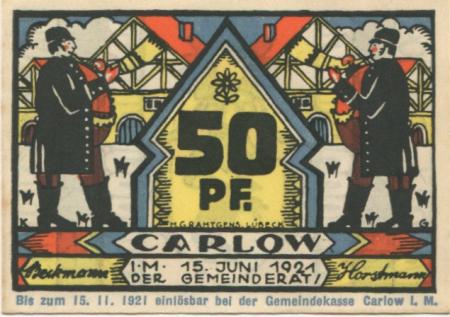 50
PF.
K G
H.G.RAHTGENS. LÜBECK
CARLOW
Beckmann I.M. 15. JUNI 1921 Horstmann
DER GEMEINDERAT/
Bis zum 15. 11. 1921 einlösbar bei der Gemeindekasse Carlow I. M.